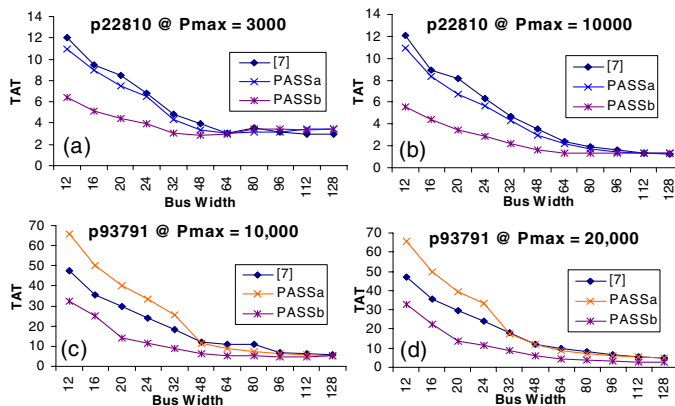 p22810 @ Pmax = 3000
14
12
10
8
6
4
2
0
TAT
[7]
PASSa
PASSb
(a)
12 16 20 24 32 48 64 80 96 112 128
Bus Width
p22810 @ Pmax = 10000
14
12
10
8
6
4
2
0
TAT
[7]
PASSa
PASSb
(b)
12 16 20 24 32 48 64 80 96 112 128
Bus Width
p93791 @ Pmax = 10,000
70
60
50
40
30
20
10
0
TAT
[7]
PASSa
PASSb
(c)
12 16 20 24 32 48 64 80 96 112 128
Bus Width
p93791 @ Pmax = 20,000
70
60
50
40
30
20
10
0
TAT
[7]
PASSa
PASSb
(d)
12 16 20 24 32 48 64 80 96 112 128
Bus Width